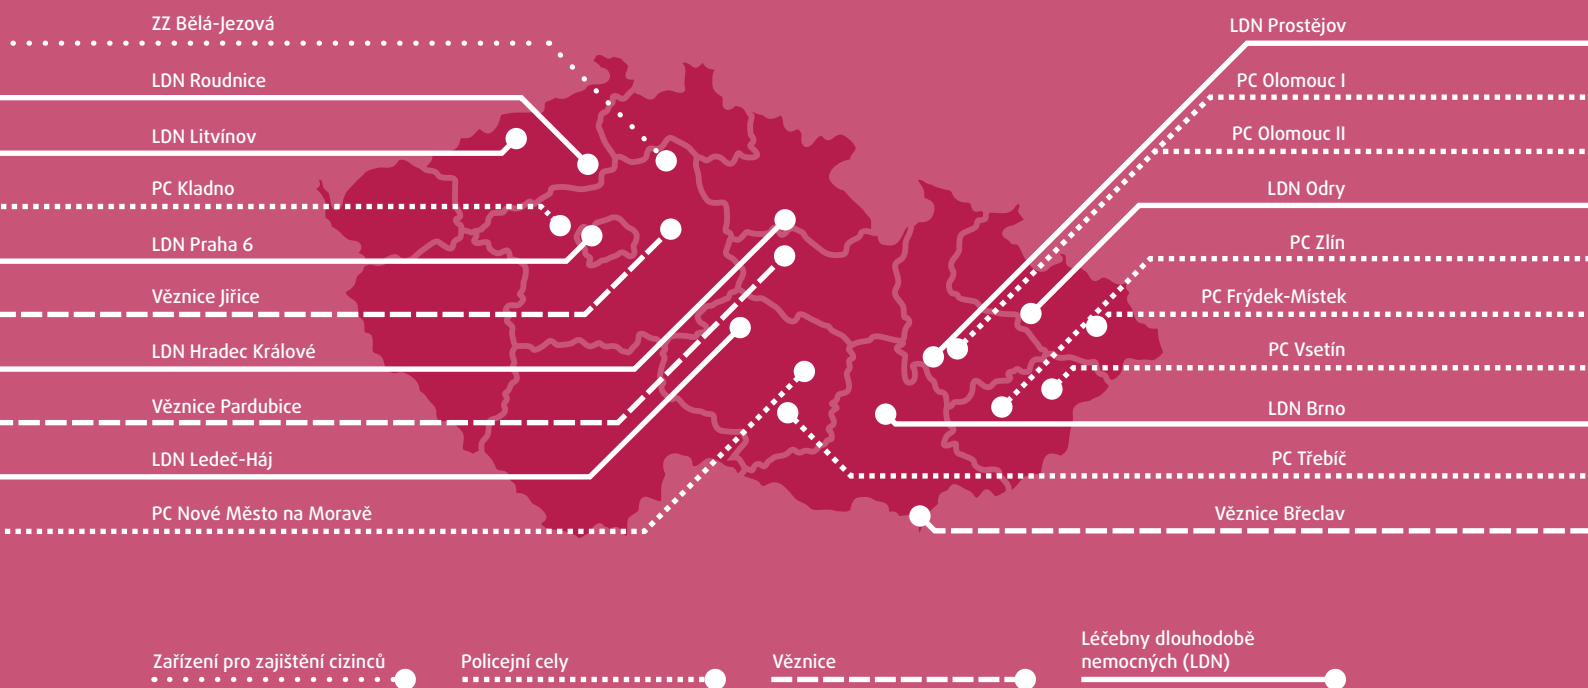 ZZ Bělá-Jezová
LDN Roudnice
LDN Litvínov
PC Kladno
LDN Praha 6
Věznice Jiřice
LDN Hradec Králové
Věznice Pardubice
LDN Ledeč-Háj
PC Nové Město na Moravě
LDN Prostějov
PC Olomouc I
PC Olomouc II
LDN Odry
PC Zlín
PC Frýdek-Místek
PC Vsetín
LDN Brno
PC Třebíč
Věznice Břeclav
Zařízení pro zajištění cizinců
Policejní cely
Věznice
Léčebny dlouhodobě
nemocných (LDN)